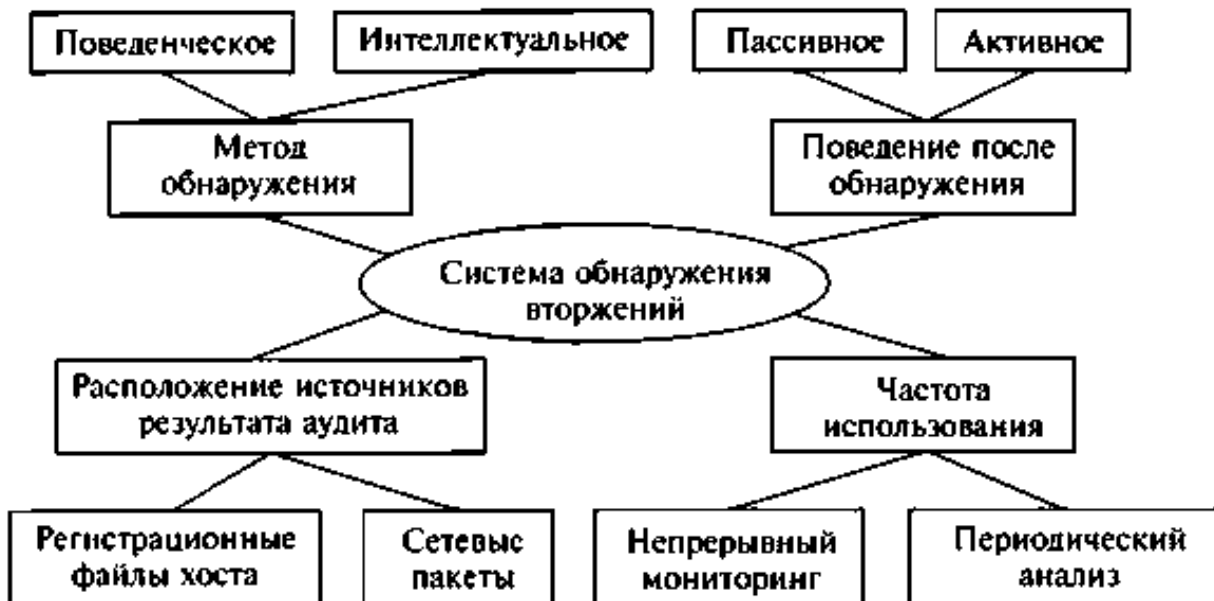 Поведенческое
Интеллектуальное
Пассивное
Активное
Метод
обнаружения
Поведение после
обнаружения
Система обнаружения
вторжений
Расположение источников
результата аудита
Частота
использования
Регистрационные
файлы хоста
Сетевые
пакеты
Непрерывный
мониторинг
Периодический
анализ